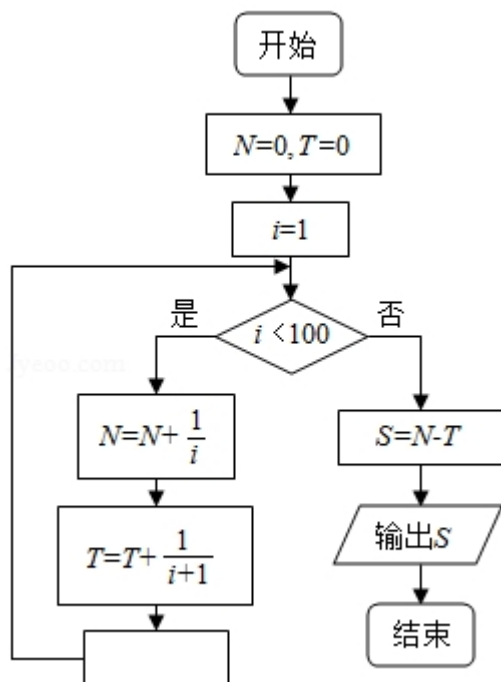 开始
N=0, T=0
i=1
i<100
是
否
N=N+1/i
S=N-T
T=T+1/(i+1)
输出S
结束